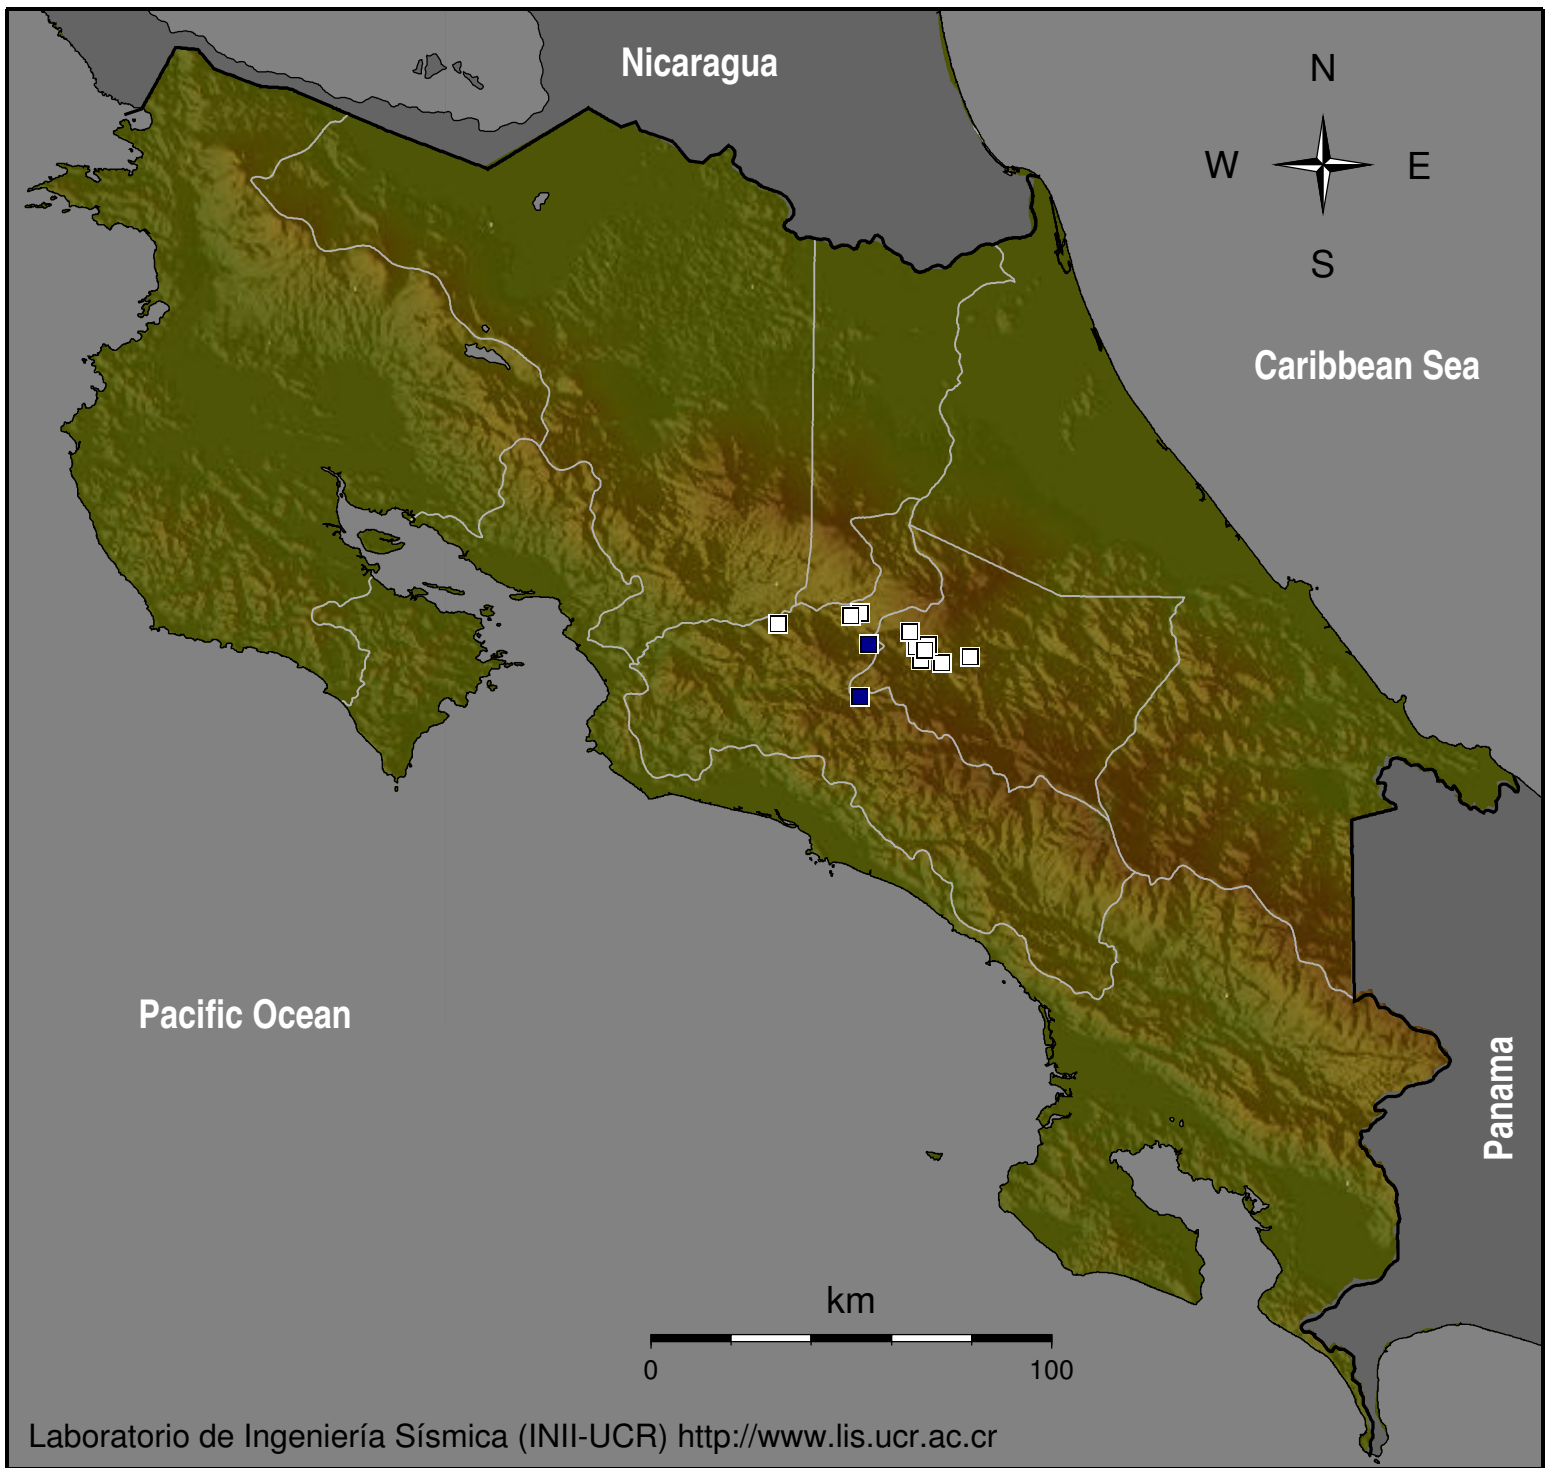 Nicaragua
N
W
E
S
Caribbean Sea
Pacific Ocean
Panama
km
0
100
Laboratorio de Ingeniería Sísmica (INII-UCR) http://www.lis.ucr.ac.cr